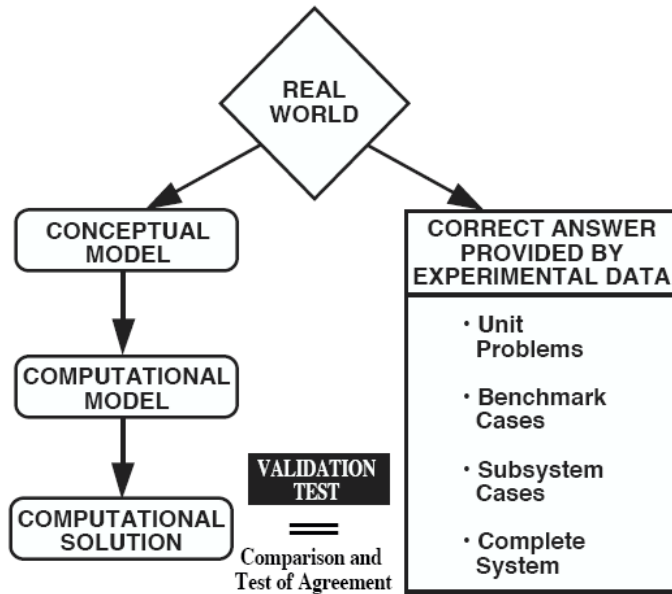 REAL
WORLD
CONCEPTUAL
MODEL
COMPUTATIONAL
MODEL
COMPUTATIONAL
SOLUTION
VALIDATION
TEST
=
Comparison and
Test of Agreement
CORRECT ANSWER
PROVIDED BY
EXPERIMENTAL DATA
• Unit
Problems
• Benchmark
Cases
• Subsystem
Cases
• Complete
System